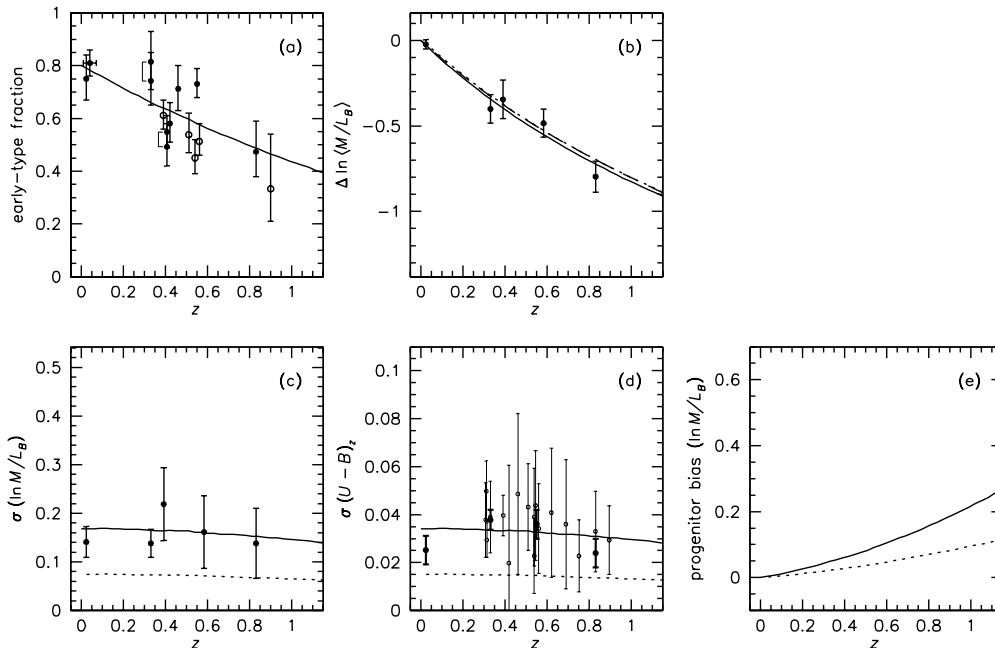 (a)
early-type fraction
1
0.8
0.6
0.4
0.2
0
0 0.2 0.4 0.6 0.8 1
z
(b)
Δ ln ⟨M/L_B⟩
0
−0.5
−1
0 0.2 0.4 0.6 0.8 1
z
(c)
σ (ln M/L_B)
0.5
0.4
0.3
0.2
0.1
0
0 0.2 0.4 0.6 0.8 1
z
(d)
σ (U − B)_z
0.1
0.08
0.06
0.04
0.02
0
0 0.2 0.4 0.6 0.8 1
z
(e)
progenitor bias (ln M/L_B)
0.6
0.4
0.2
0
0 0.2 0.4 0.6 0.8 1
z